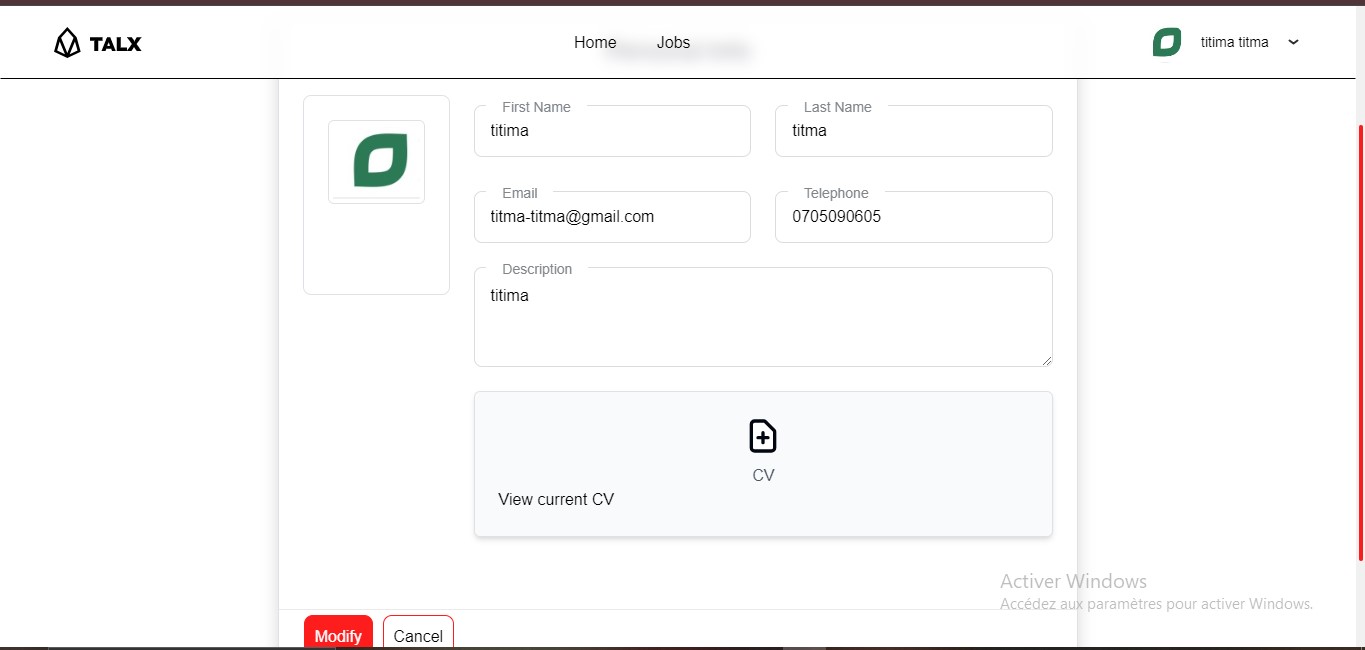 TALX
Home
Jobs
titima titma
First Name
titima
Last Name
titma
Email
titma-titma@gmail.com
Telephone
0705090605
Description
titima
CV
View current CV
Activer Windows
Accédez aux paramètres pour activer Windows.
Modify
Cancel